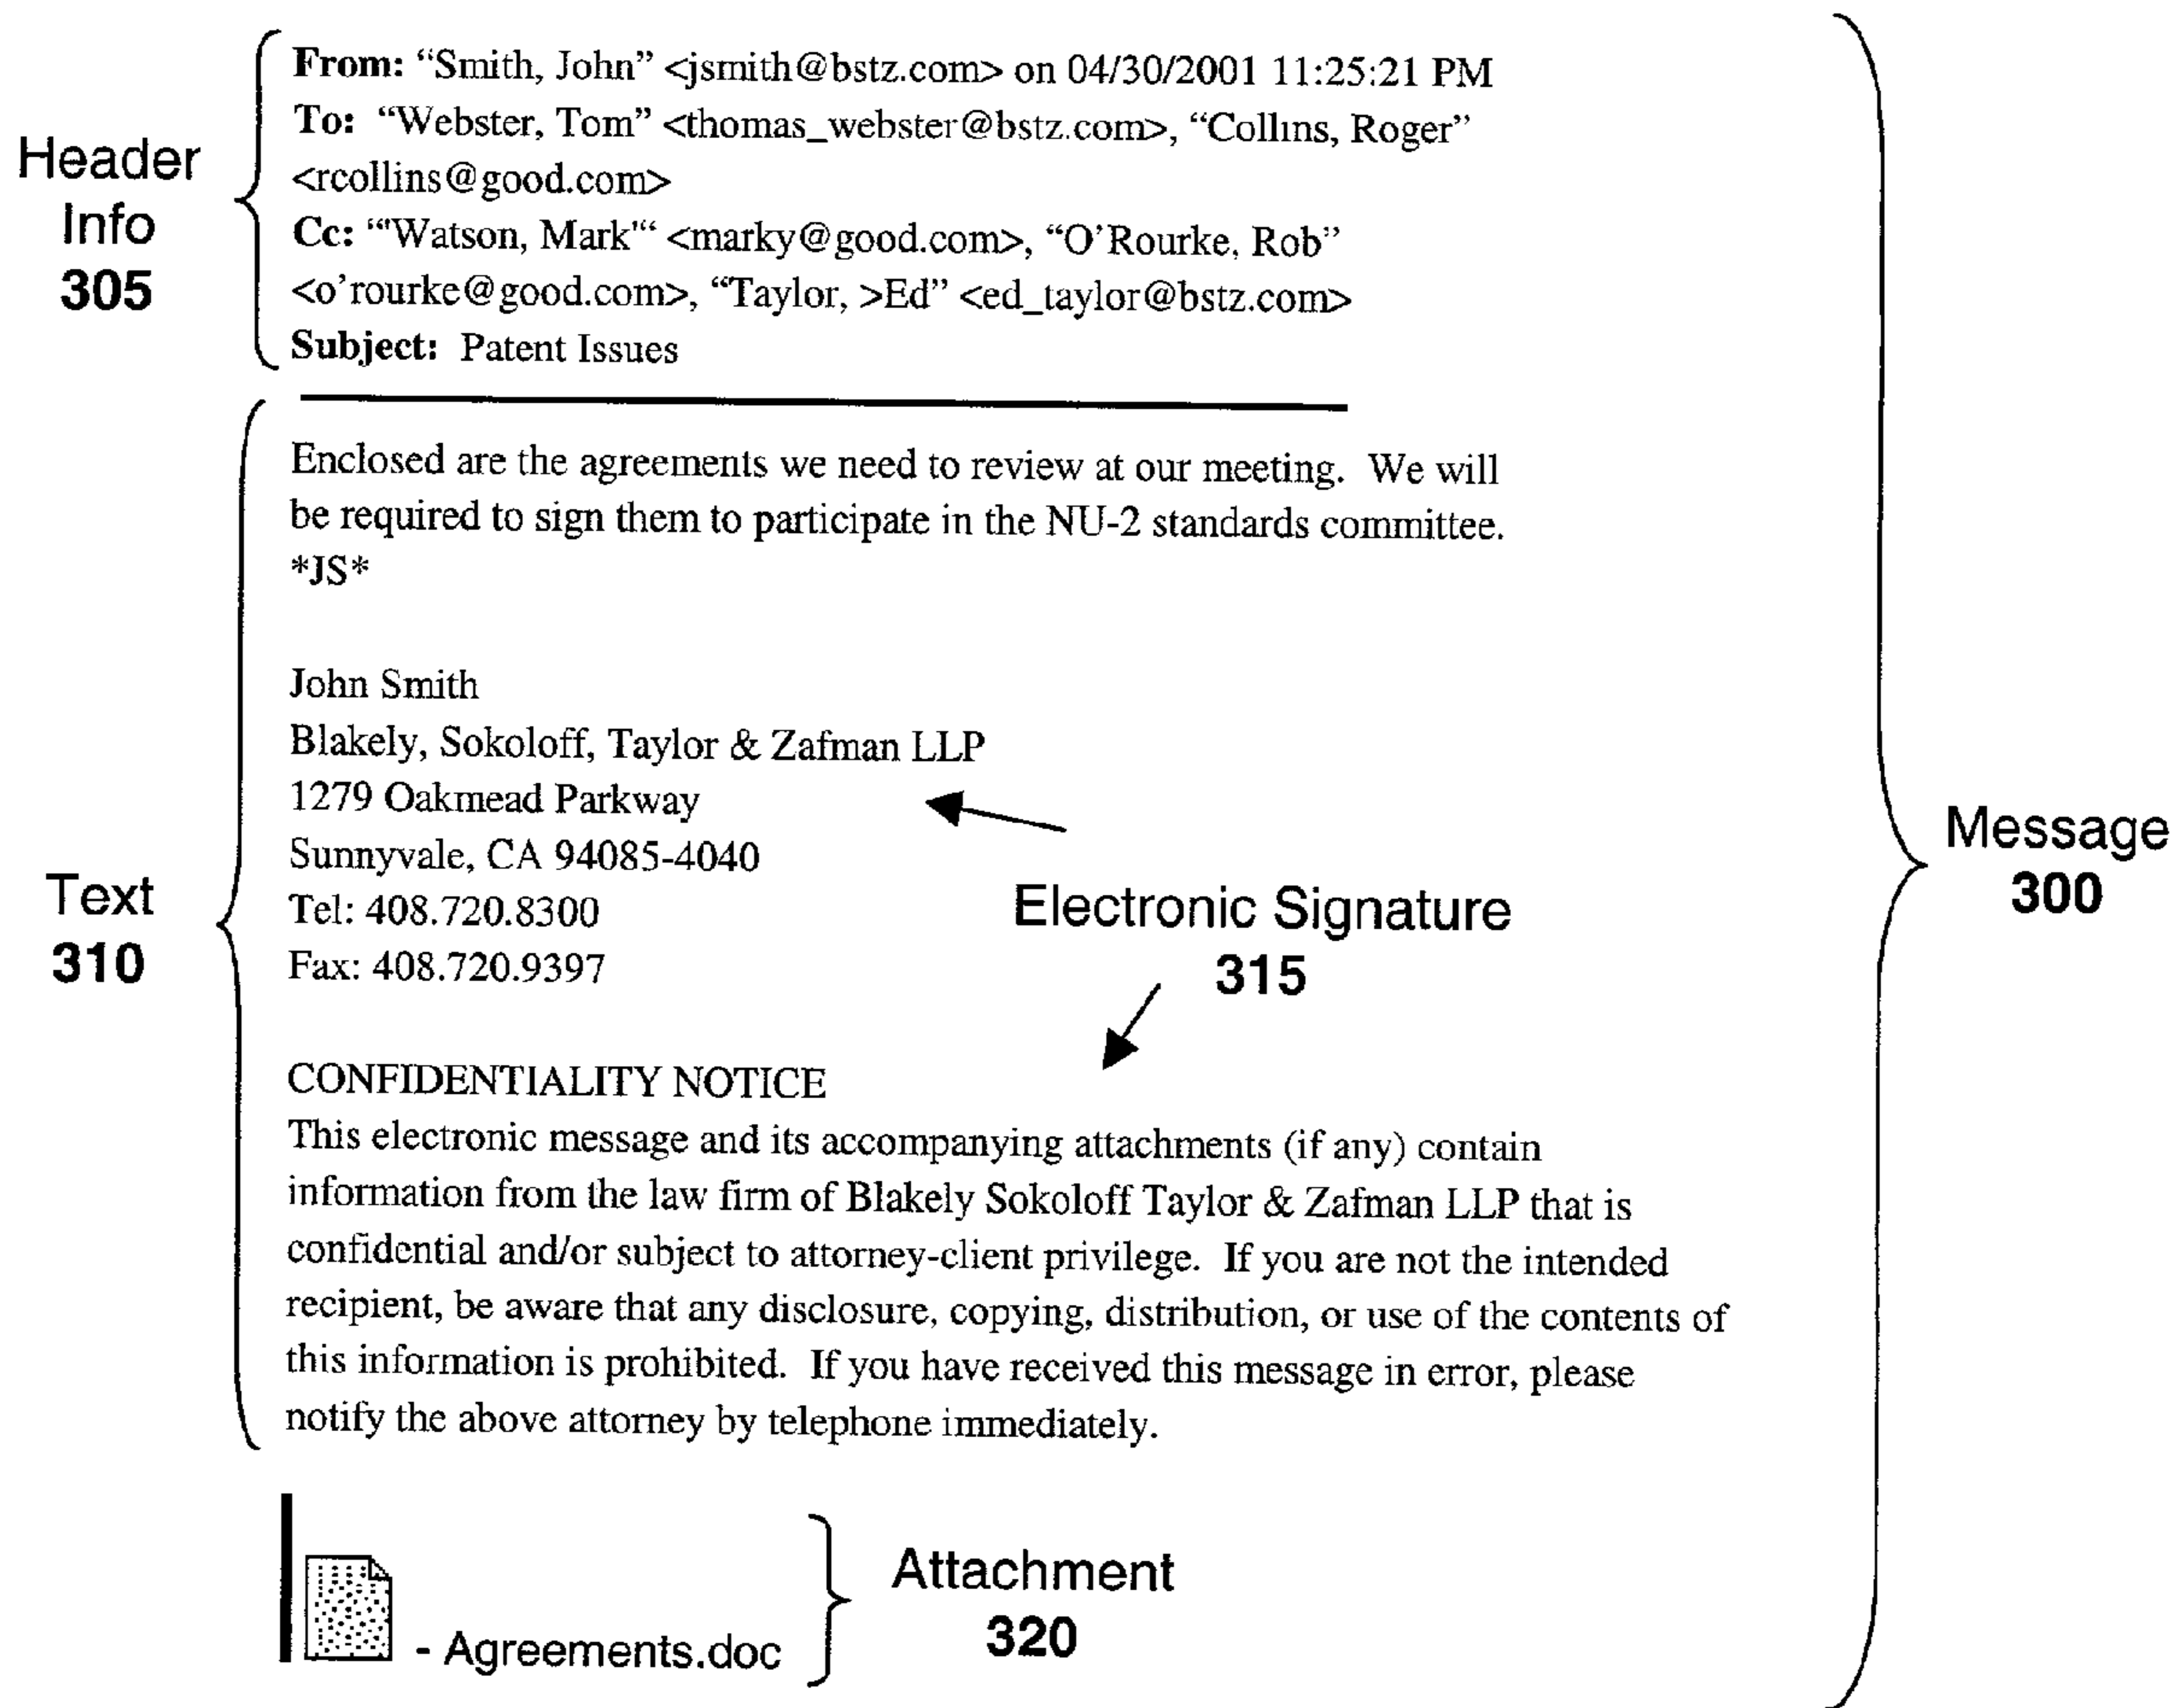 Header
Info
305
From: “Smith, John” <jsmith@bstz.com> on 04/30/2001 11:25:21 PM
To: “Webster, Tom” <thomas_webster@bstz.com>, “Collins, Roger”
<rcollins@good.com>
Cc: “'Watson, Mark'“ <marky@good.com>, “O’Rourke, Rob”
<o’rourke@good.com>, “Taylor, >Ed” <ed_taylor@bstz.com>
Subject: Patent Issues
Text
310
Enclosed are the agreements we need to review at our meeting. We will
be required to sign them to participate in the NU-2 standards committee.
*JS*
John Smith
Blakely, Sokoloff, Taylor & Zafman LLP
1279 Oakmead Parkway
Sunnyvale, CA 94085-4040
Tel: 408.720.8300
Fax: 408.720.9397
Electronic Signature
315
CONFIDENTIALITY NOTICE
This electronic message and its accompanying attachments (if any) contain
information from the law firm of Blakely Sokoloff Taylor & Zafman LLP that is
confidential and/or subject to attorney-client privilege. If you are not the intended
recipient, be aware that any disclosure, copying, distribution, or use of the contents of
this information is prohibited. If you have received this message in error, please
notify the above attorney by telephone immediately.
- Agreements.doc
Attachment
320
Message
300